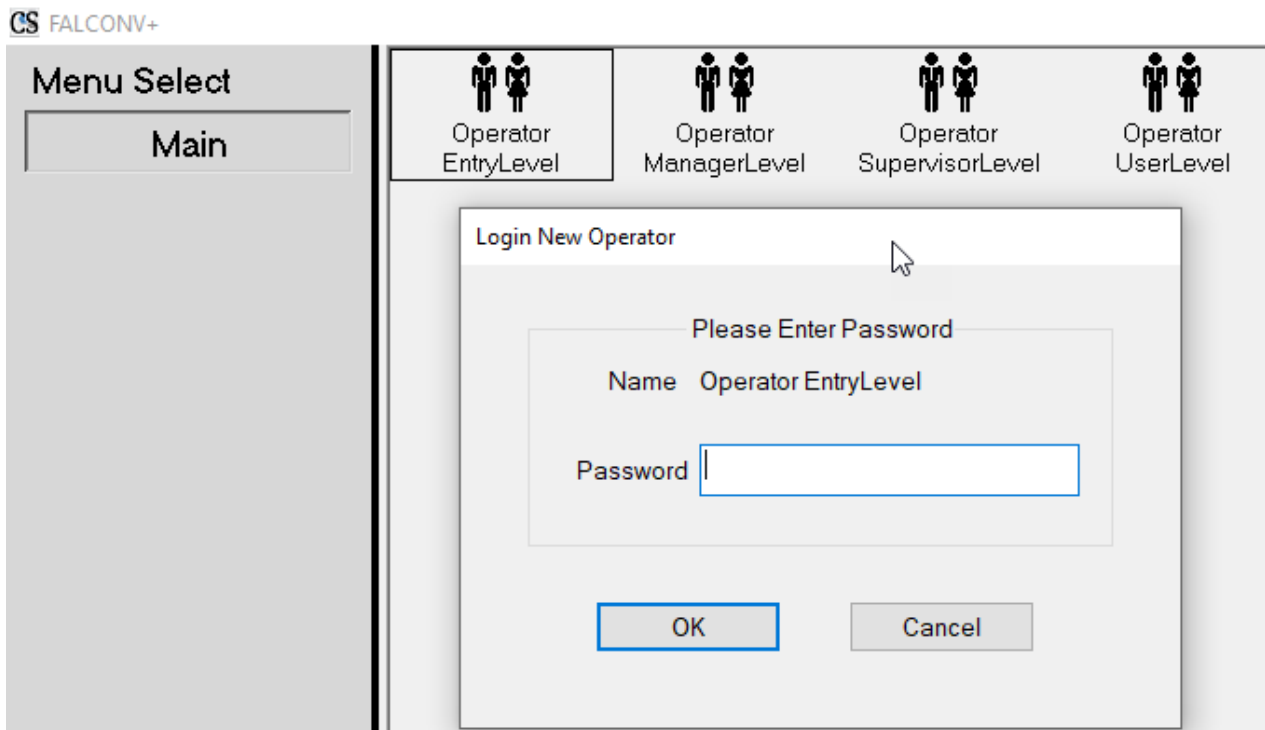 CS FALCONV+
Menu Select
Main
Operator
EntryLevel
Operator
ManagerLevel
Operator
SupervisorLevel
Operator
UserLevel
Login New Operator
Please Enter Password
Name Operator EntryLevel
Password
OK Cancel